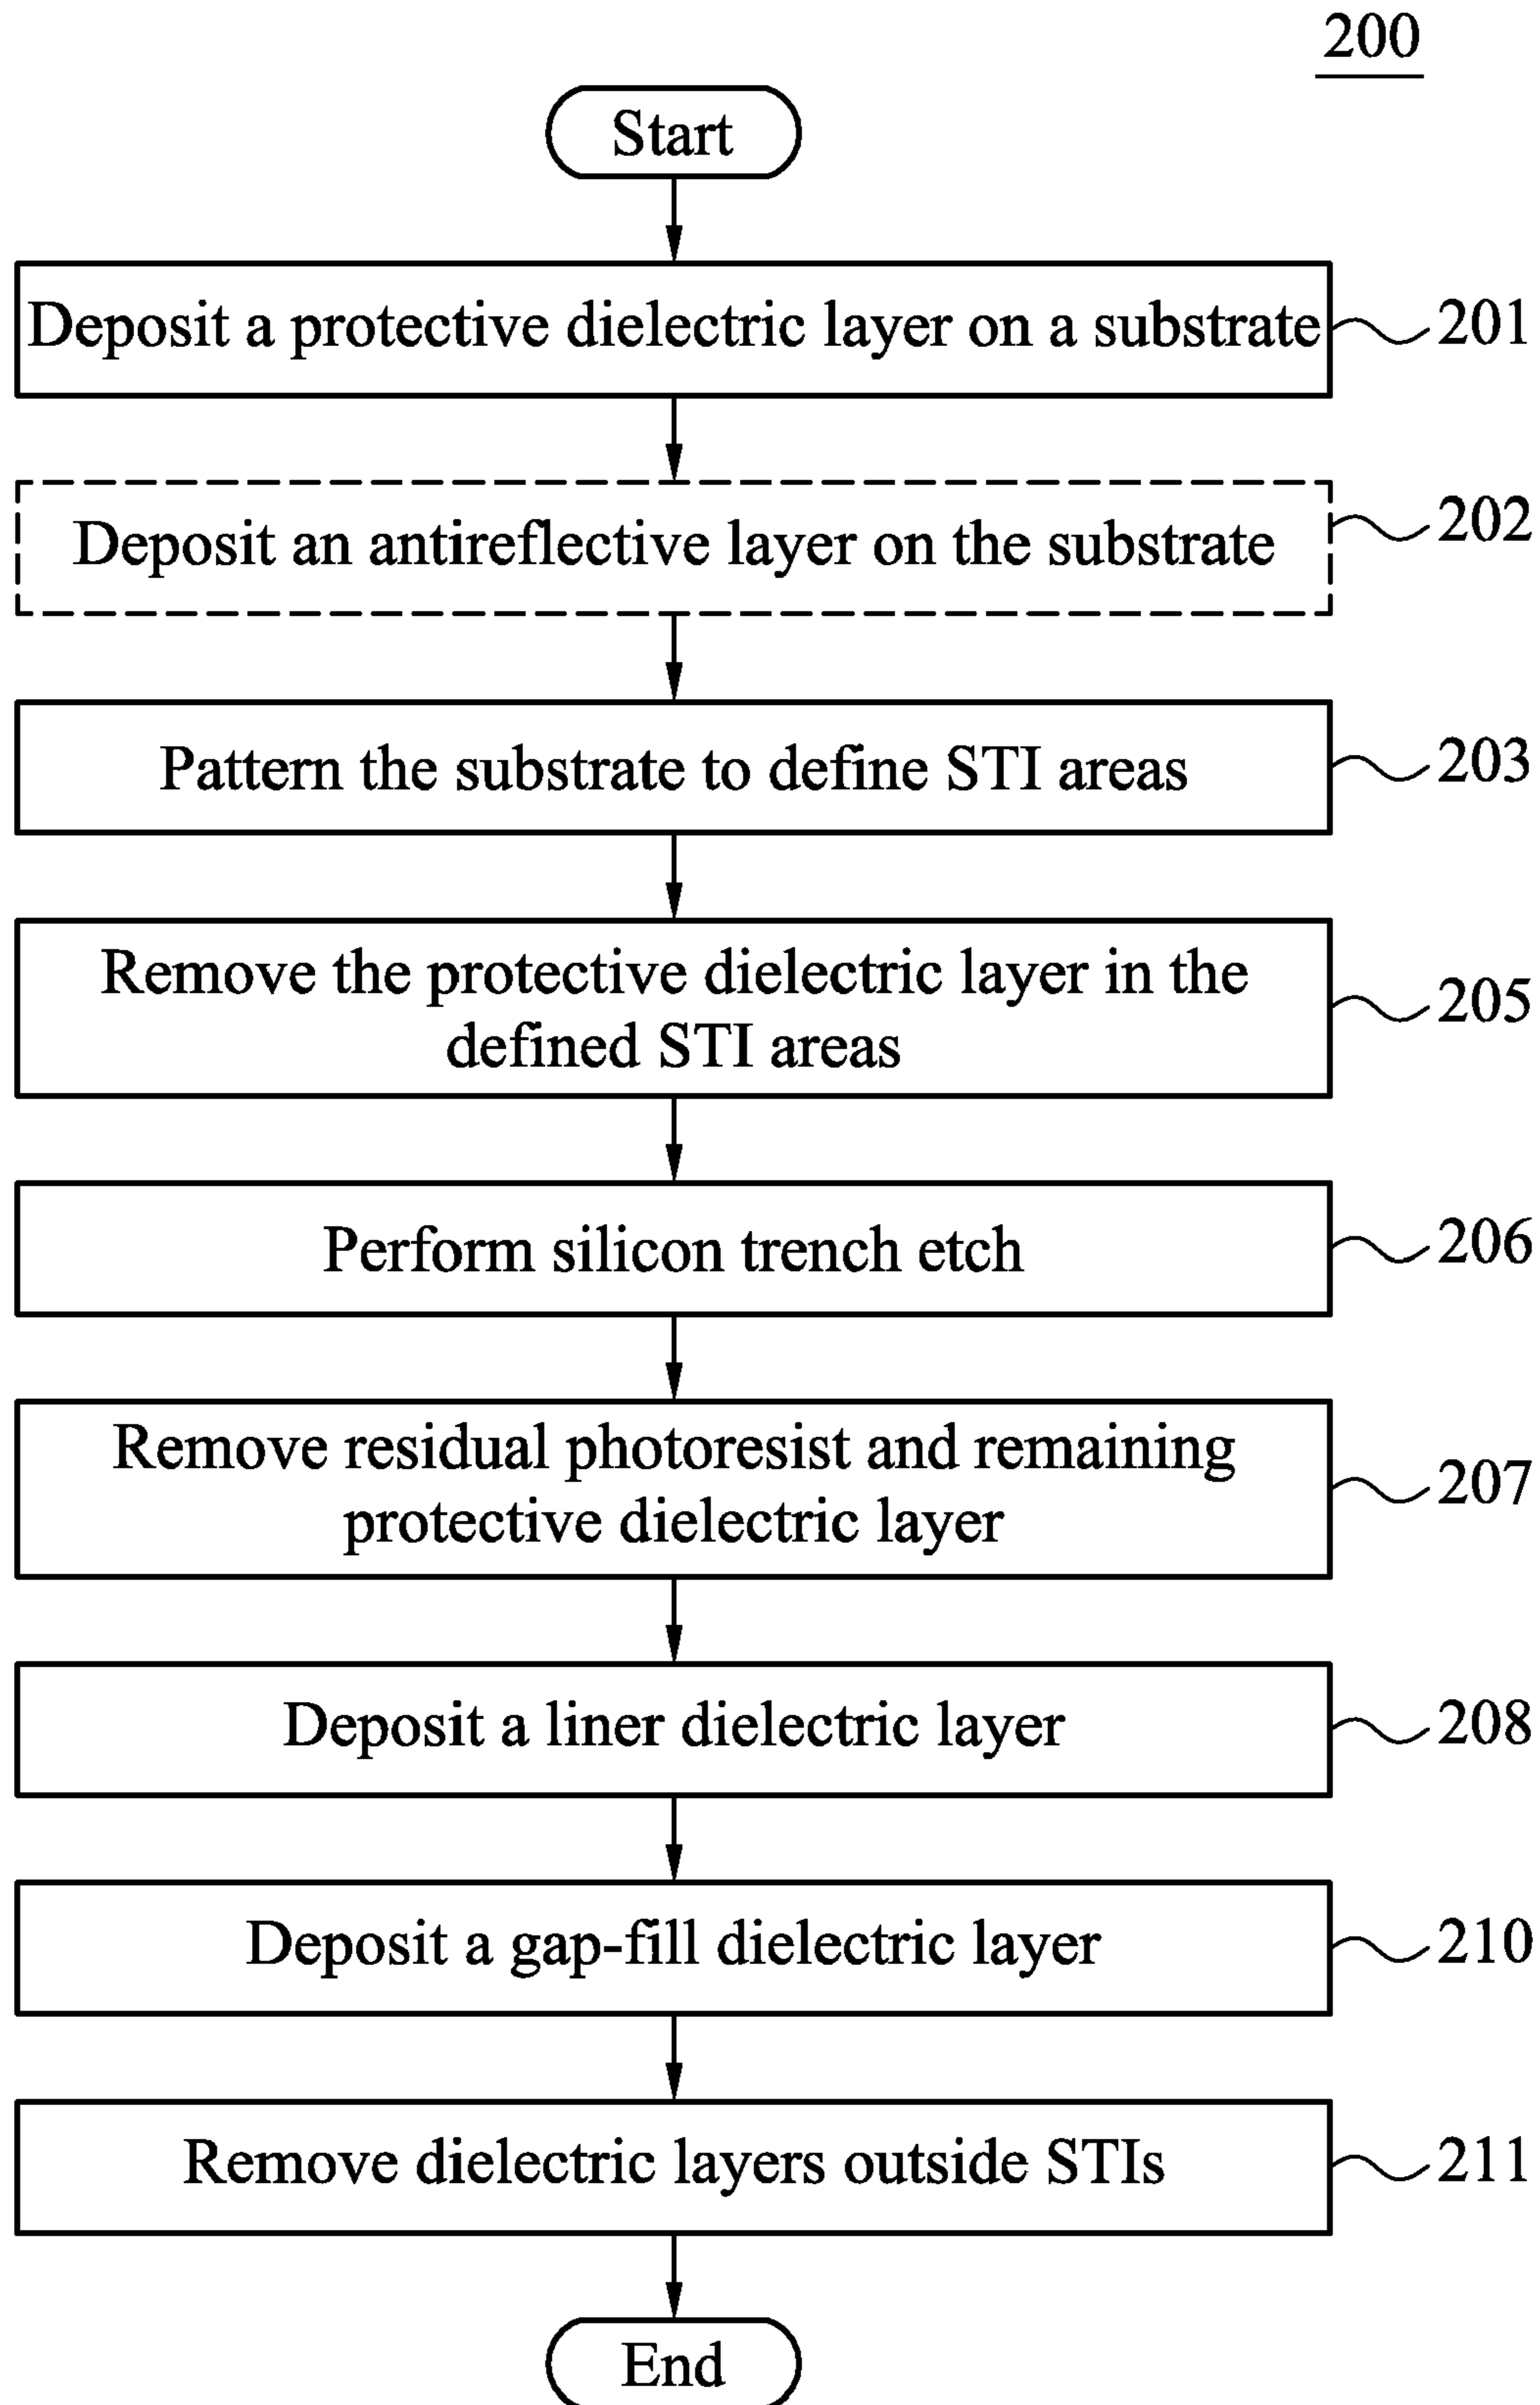 200
Start
Deposit a protective dielectric layer on a substrate
201
Deposit an antireflective layer on the substrate
202
Pattern the substrate to define STI areas
203
Remove the protective dielectric layer in the
defined STI areas
205
Perform silicon trench etch
206
Remove residual photoresist and remaining
protective dielectric layer
207
Deposit a liner dielectric layer
208
Deposit a gap-fill dielectric layer
210
Remove dielectric layers outside STIs
211
End